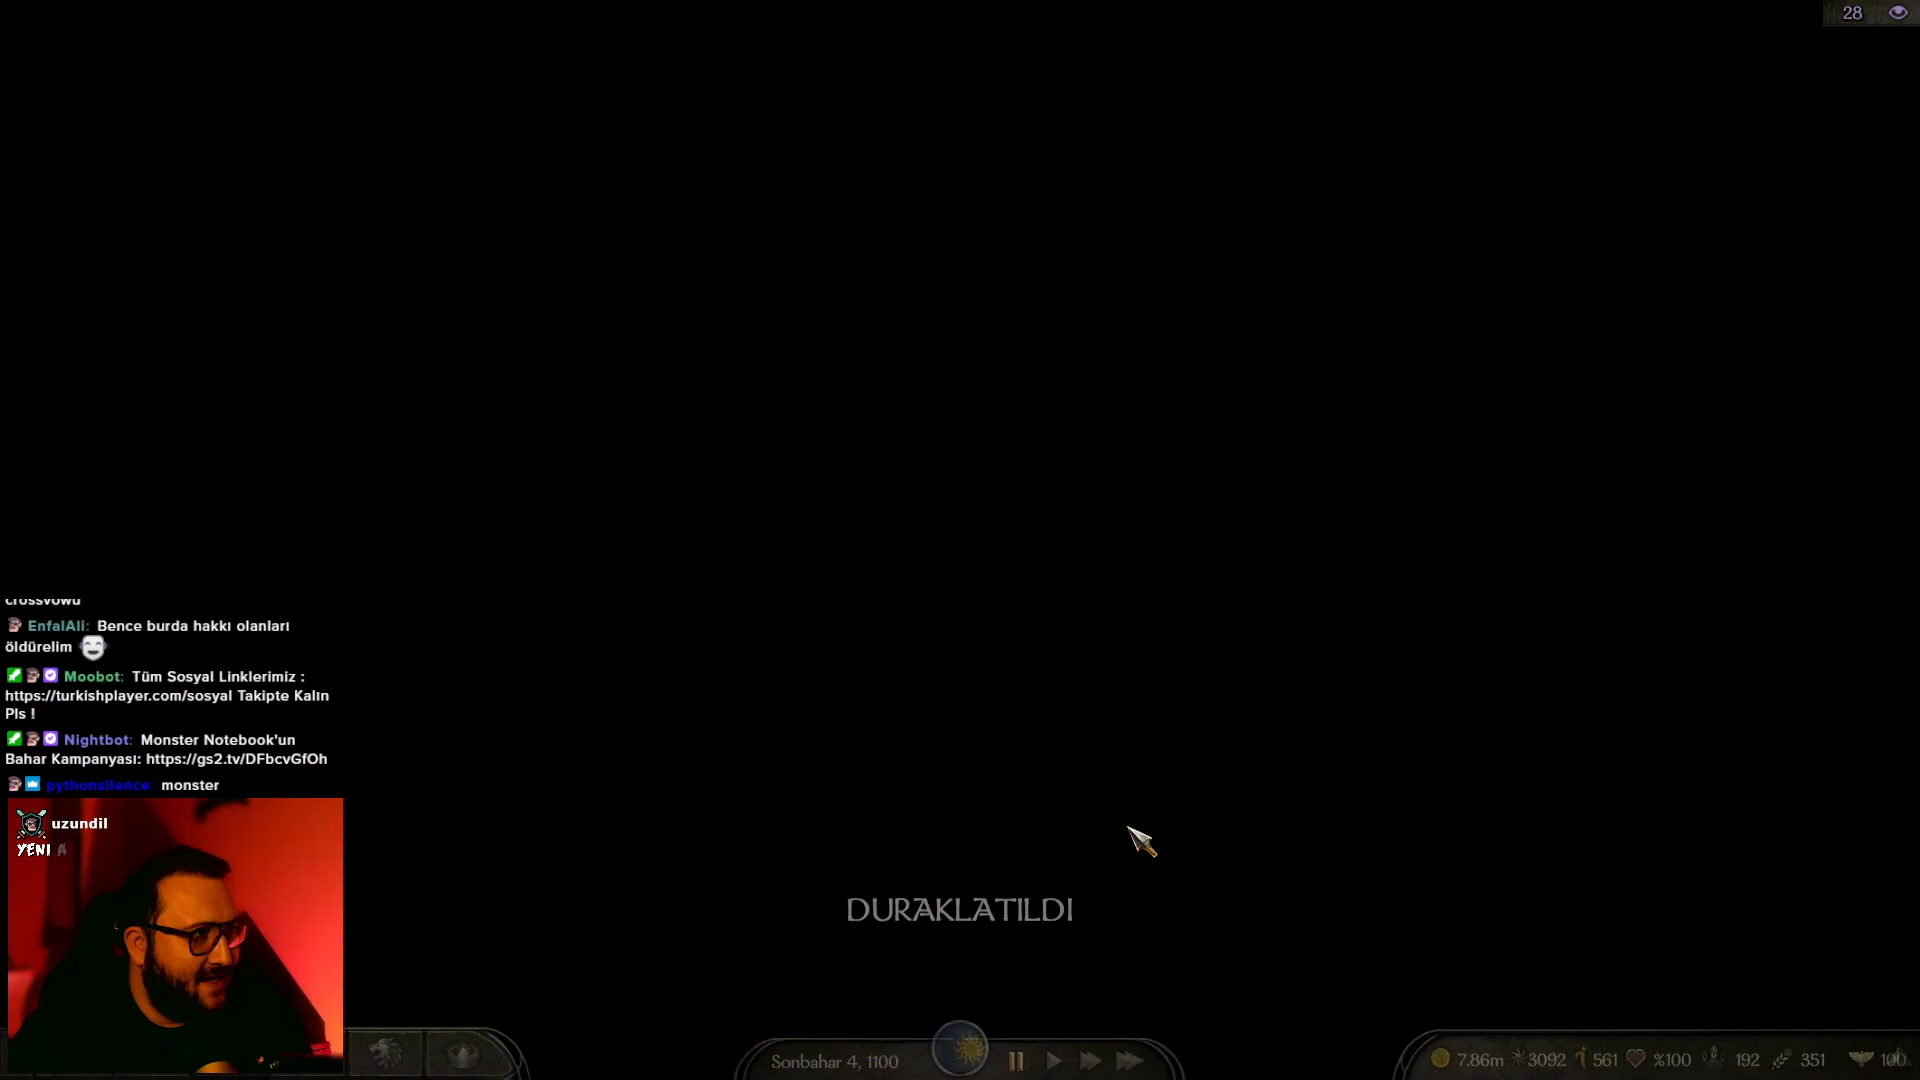 28
EnfalAli: Bence burda hakkı olanları
öldürelim
Moobot: Tüm Sosyal Linklerimiz :
https://turkishplayer.com/sosyal Takipte Kalın
Pls !
Nightbot: Monster Notebook'un
Bahar Kampanyası: https://gs2.tv/DFbcvGfOh
pythonsilence: monster
uzundil
YENI A
DURAKLATILDI
Sonbahar 4, 1100
7.86m 3092 561 %100 192 351 100